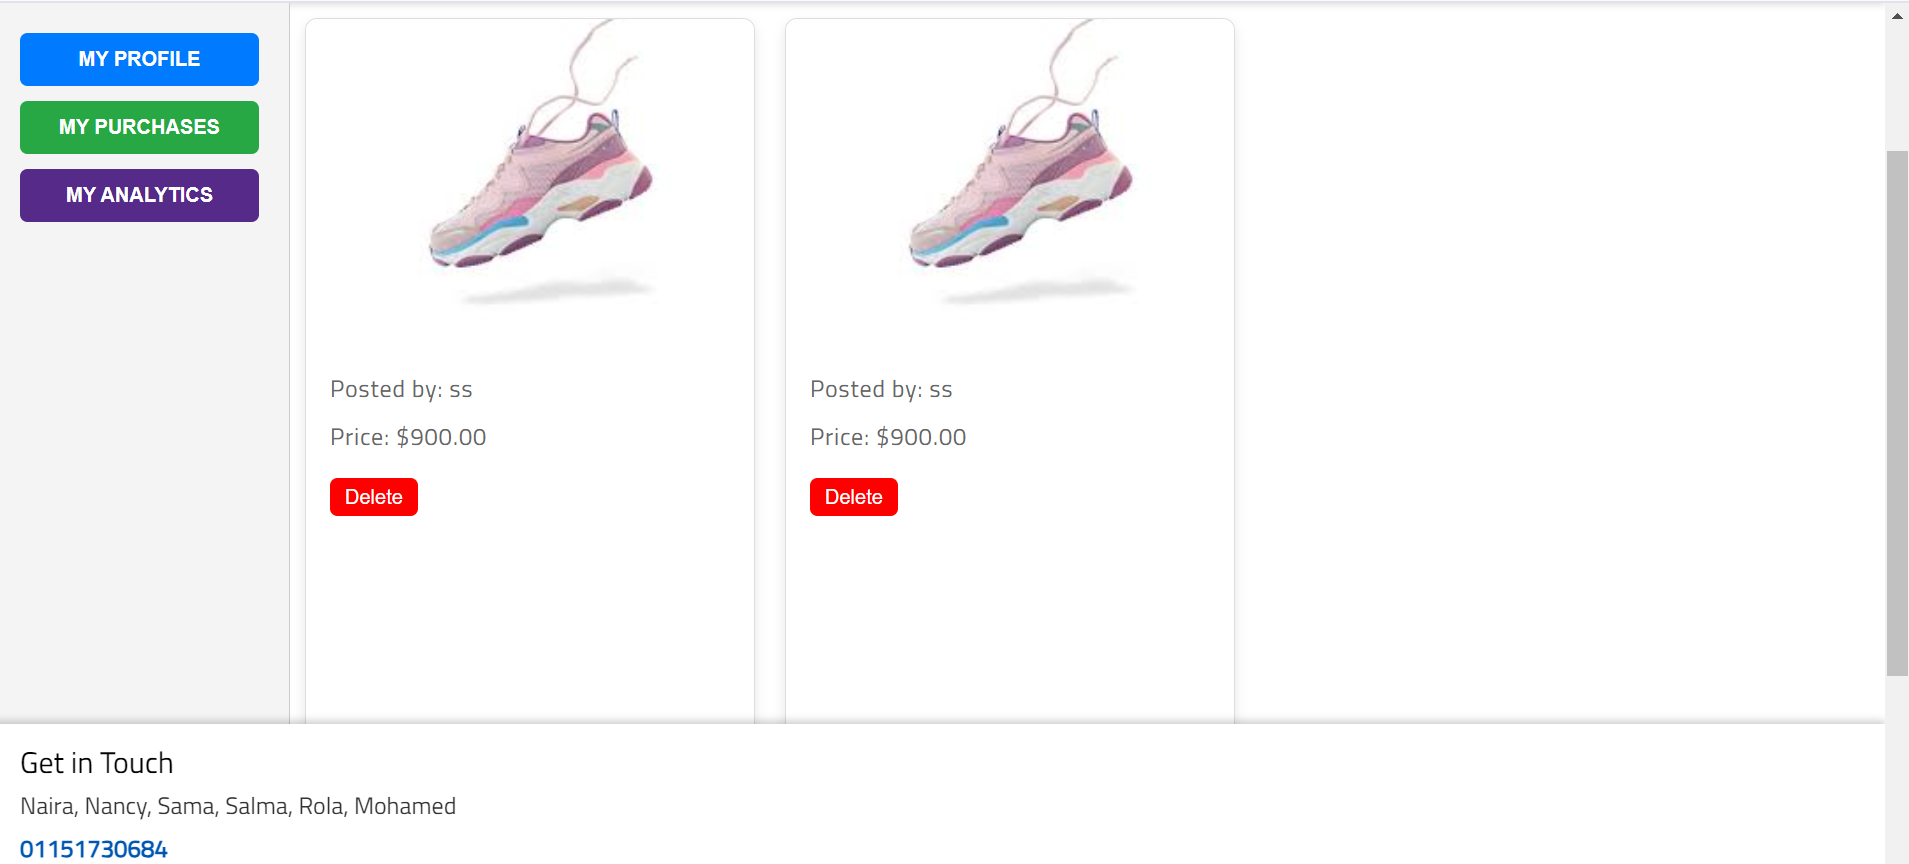 MY PROFILE
MY PURCHASES
MY ANALYTICS
Posted by: ss
Price: $900.00
Delete
Posted by: ss
Price: $900.00
Delete
Get in Touch
Naira, Nancy, Sama, Salma, Rola, Mohamed
01151730684